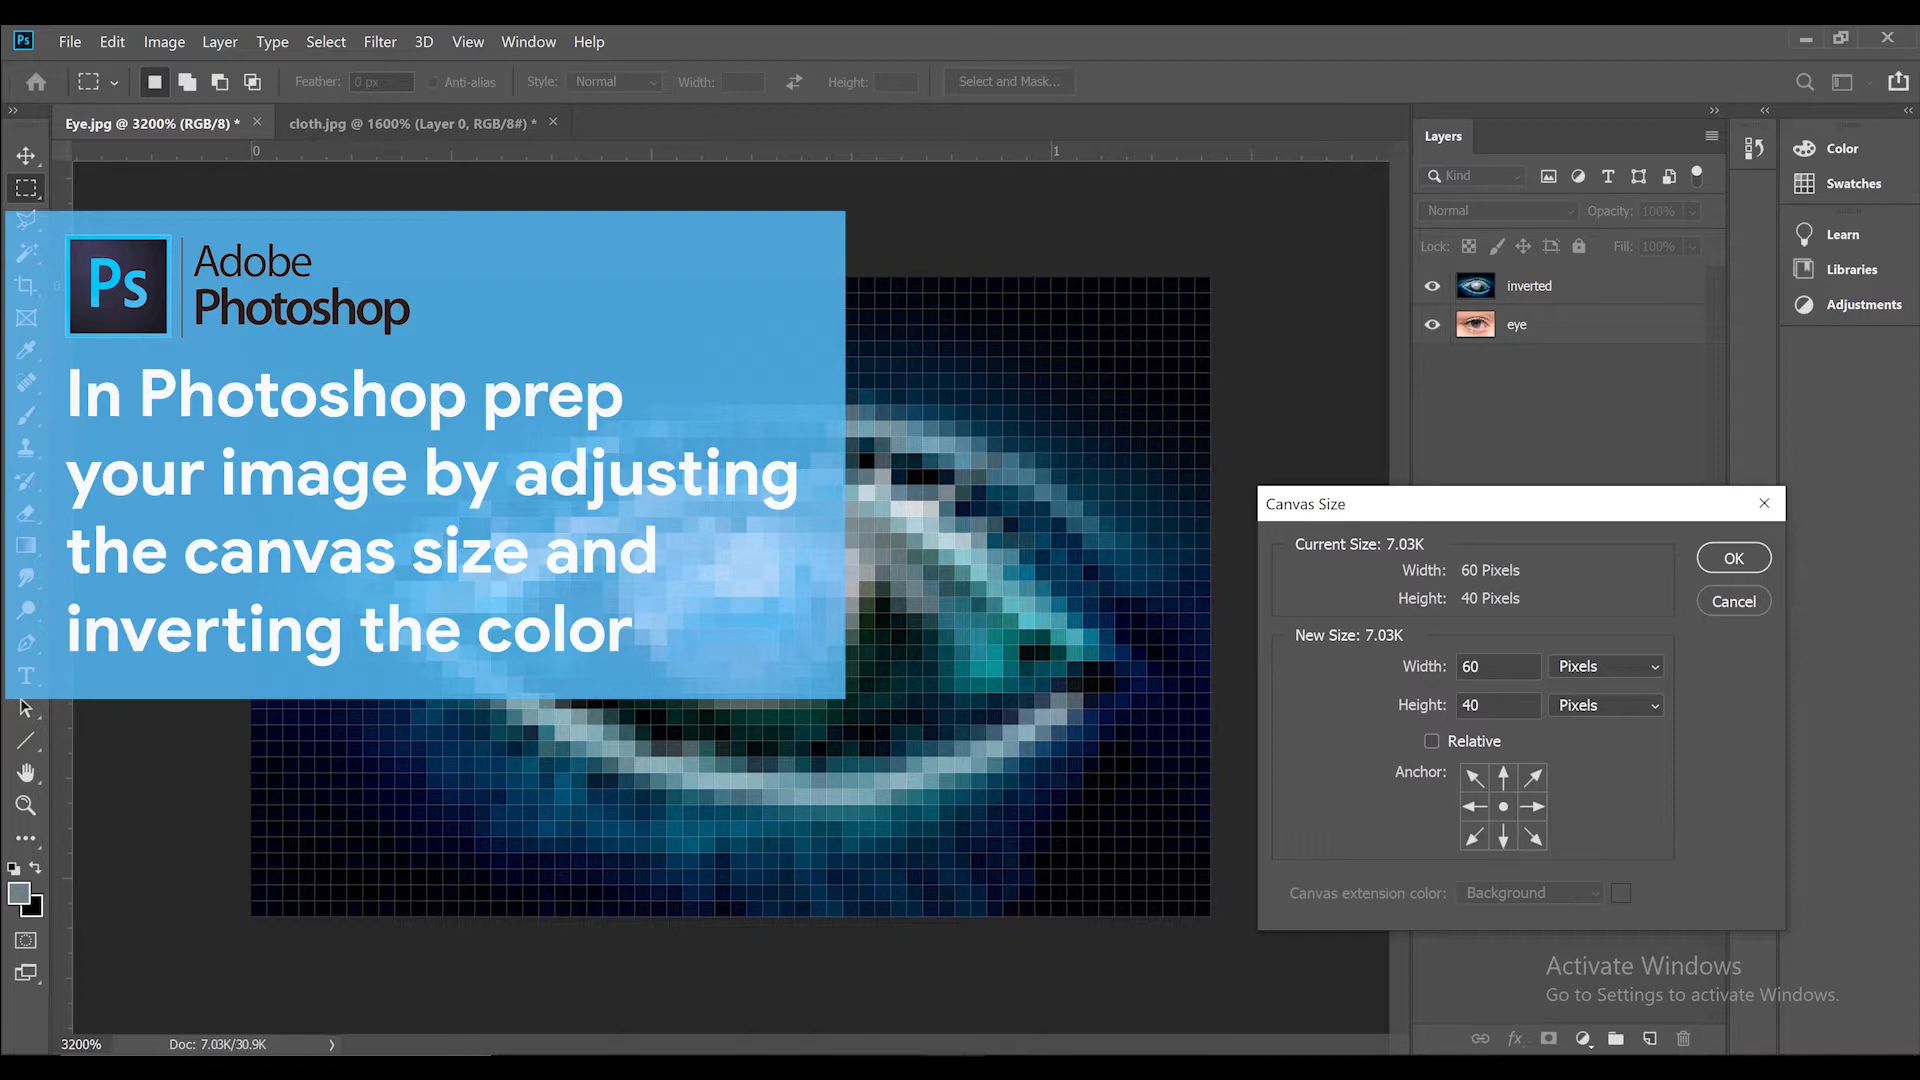 Ps
File Edit Image Layer Type Select Filter 3D View Window Help
Feather: 0 px Anti-alias Style: Normal Width: Height: Select and Mask...
Eye.jpg @ 3200% (RGB/8) * cloth.jpg @ 1600% (Layer 0, RGB/8#) *
0 1
0
Ps Adobe
Photoshop
In Photoshop prep
your image by adjusting
the canvas size and
inverting the color
Layers
Kind
Normal Opacity: 100%
Lock: Fill: 100%
inverted
eye
Color
Swatches
Learn
Libraries
Adjustments
Canvas Size
Current Size: 7.03K
Width: 60 Pixels
Height: 40 Pixels
OK
Cancel
New Size: 7.03K
Width: 60 Pixels
Height: 40 Pixels
Relative
Anchor:
Canvas extension color: Background
Activate Windows
Go to Settings to activate Windows.
fx
3200% Doc: 7.03K/30.9K